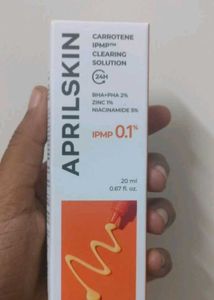 APRILSKIN
CARROTENE
IPMP™
CLEARING
SOLUTION
24H
BHA+PHA 2%
ZINC 1%
NIACINAMIDE 5%
IPMP 0.1%
20 ml
0.67 fl. oz.